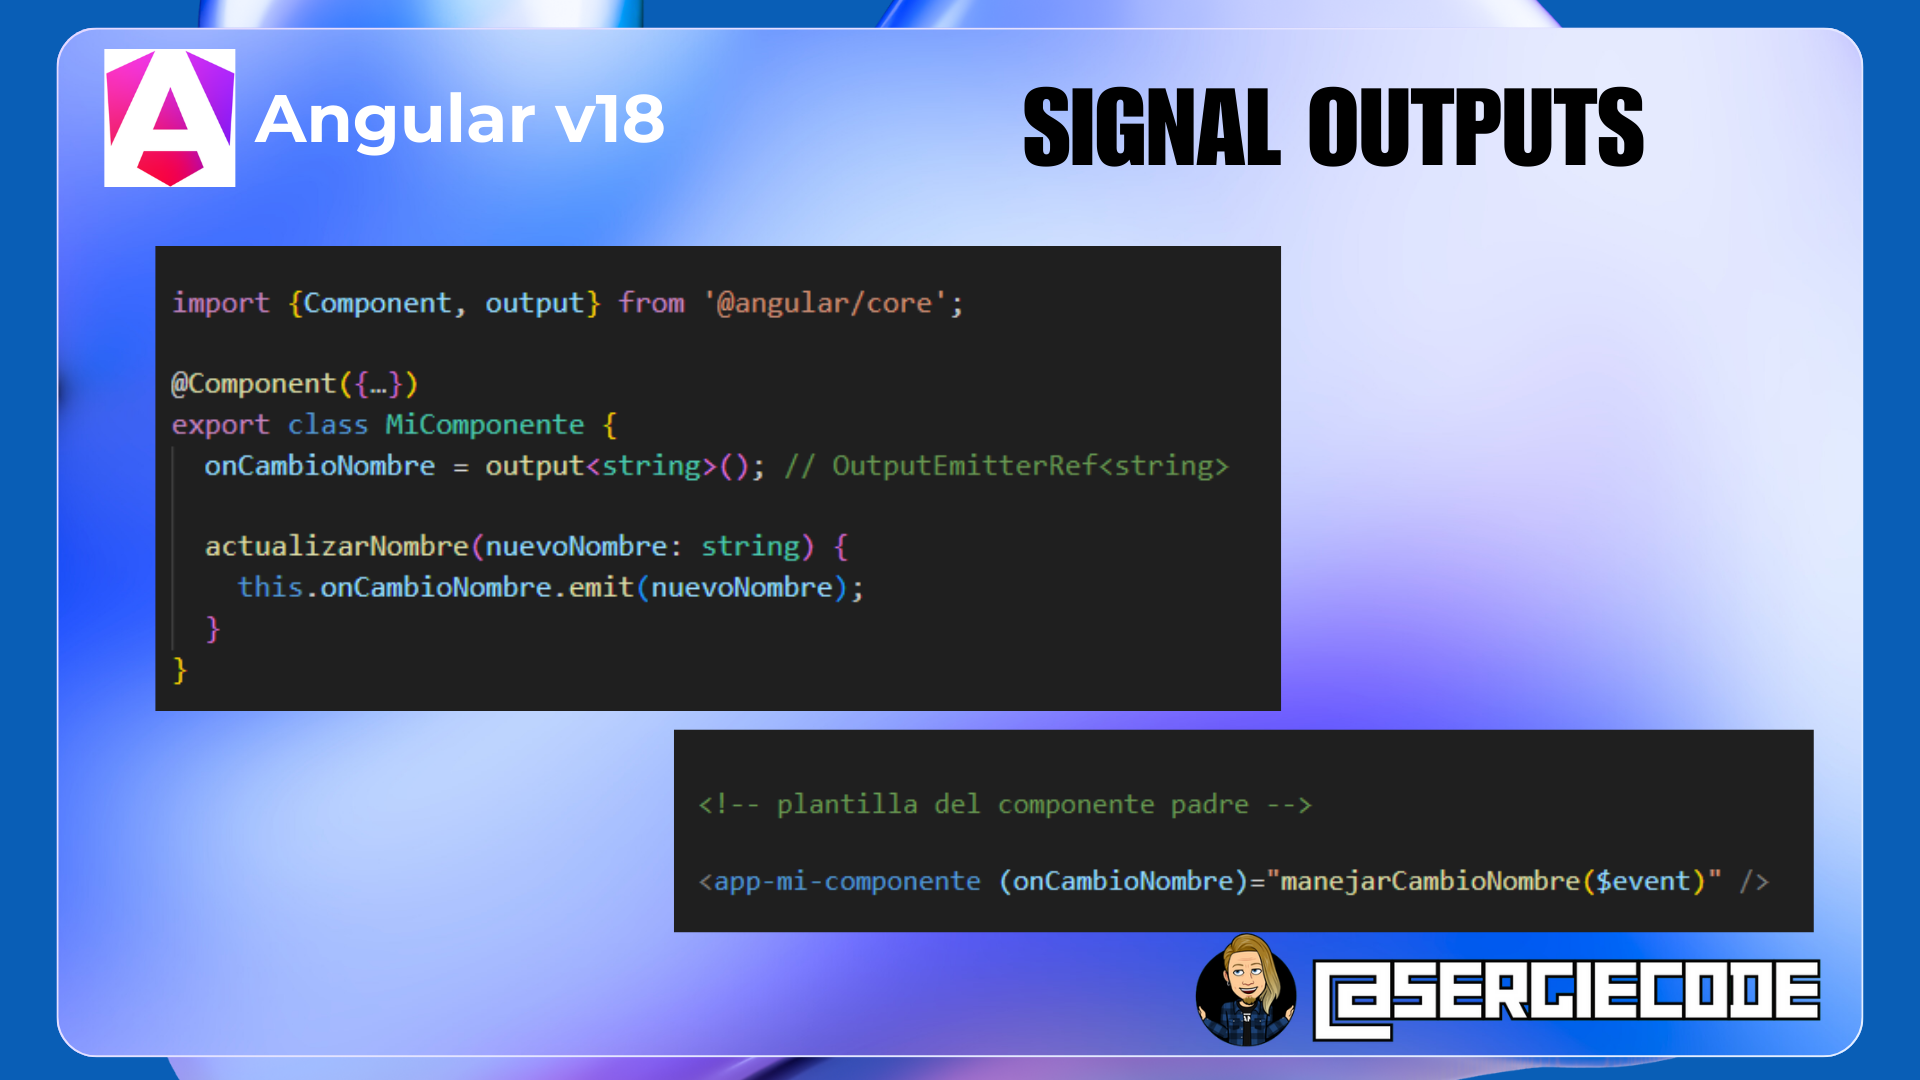 Angular v18
SIGNAL OUTPUTS
import {Component, output} from '@angular/core';
@Component({…})
export class MiComponente {
  onCambioNombre = output<string>(); // OutputEmitterRef<string>
  actualizarNombre(nuevoNombre: string) {
    this.onCambioNombre.emit(nuevoNombre);
  }
}
<!-- plantilla del componente padre -->
<app-mi-componente (onCambioNombre)="manejarCambioNombre($event)" />
@SERGIECODE